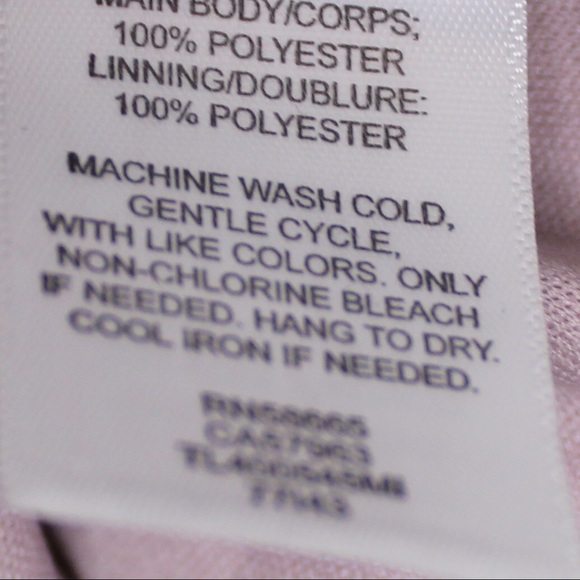 MAIN BODY/CORPS;
100% POLYESTER
LINNING/DOUBLURE:
100% POLYESTER
MACHINE WASH COLD,
GENTLE CYCLE,
WITH LIKE COLORS. ONLY
NON-CHLORINE BLEACH
IF NEEDED. HANG TO DRY.
COOL IRON IF NEEDED.